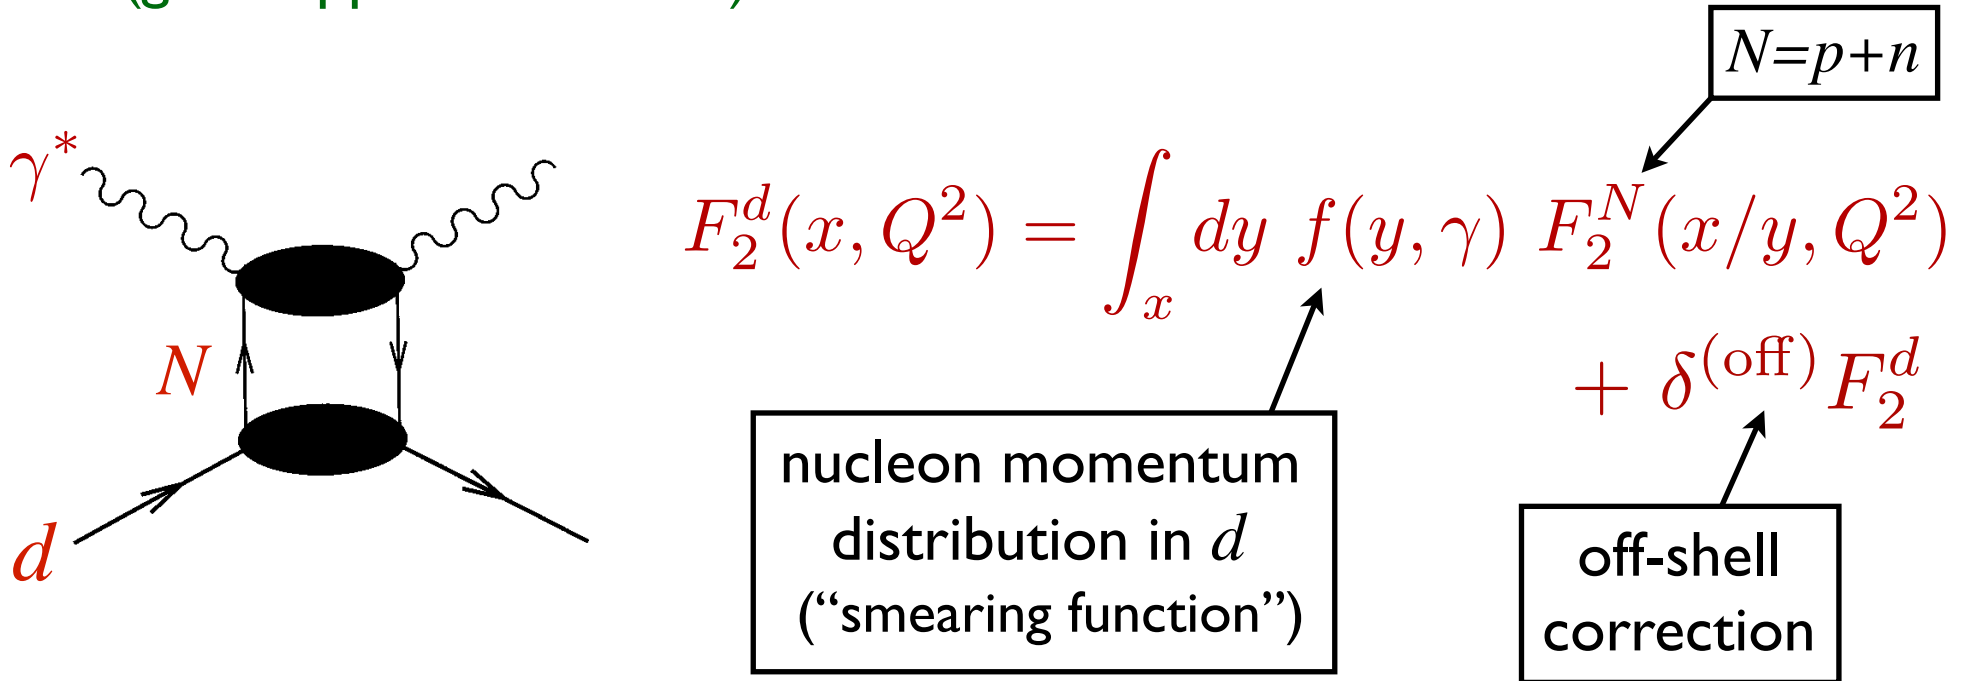 N=p+n
γ*
F_2^d(x, Q^2) = ∫_x dy f(y, γ) F_2^N(x/y, Q^2)
+ δ^(off) F_2^d
N
d
nucleon momentum
distribution in d
(“smearing function”)
off-shell
correction